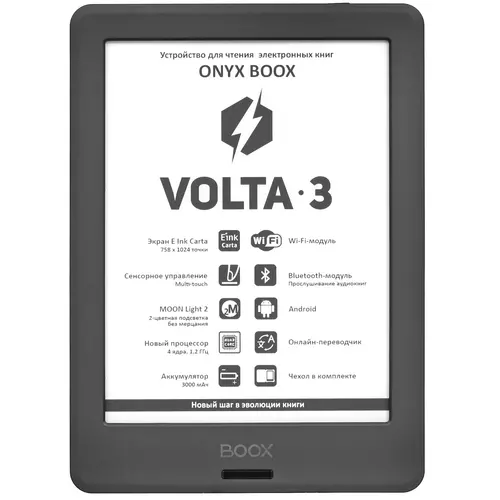 Устройство для чтения электронных книг
ONYX BOOX
VOLTA·3
Экран E Ink Carta
758 x 1024 точки
E ink
Carta
Wi Fi
Wi-Fi-модуль
Сенсорное управление
Multi-touch
Bluetooth-модуль
Прослушивание аудиокниг
MOON Light 2
2-цветная подсветка
без мерцания
2M
Android
Новый процессор
4 ядра, 1,2 ГГц
QUAD
CORE
Онлайн-переводчик
Аккумулятор
3000 мАч
Чехол в комплекте
Новый шаг в эволюции книги
BOOX